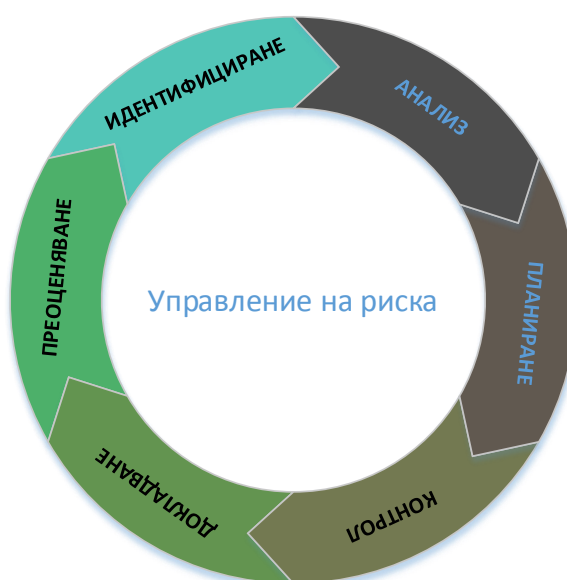 ИДЕНТИФИЦИРАНЕ
АНАЛИЗ
ПЛАНИРАНЕ
КОНТРОЛ
ДОКЛАДВАНЕ
ПРЕОЦЕНЯВАНЕ
Управление на риска